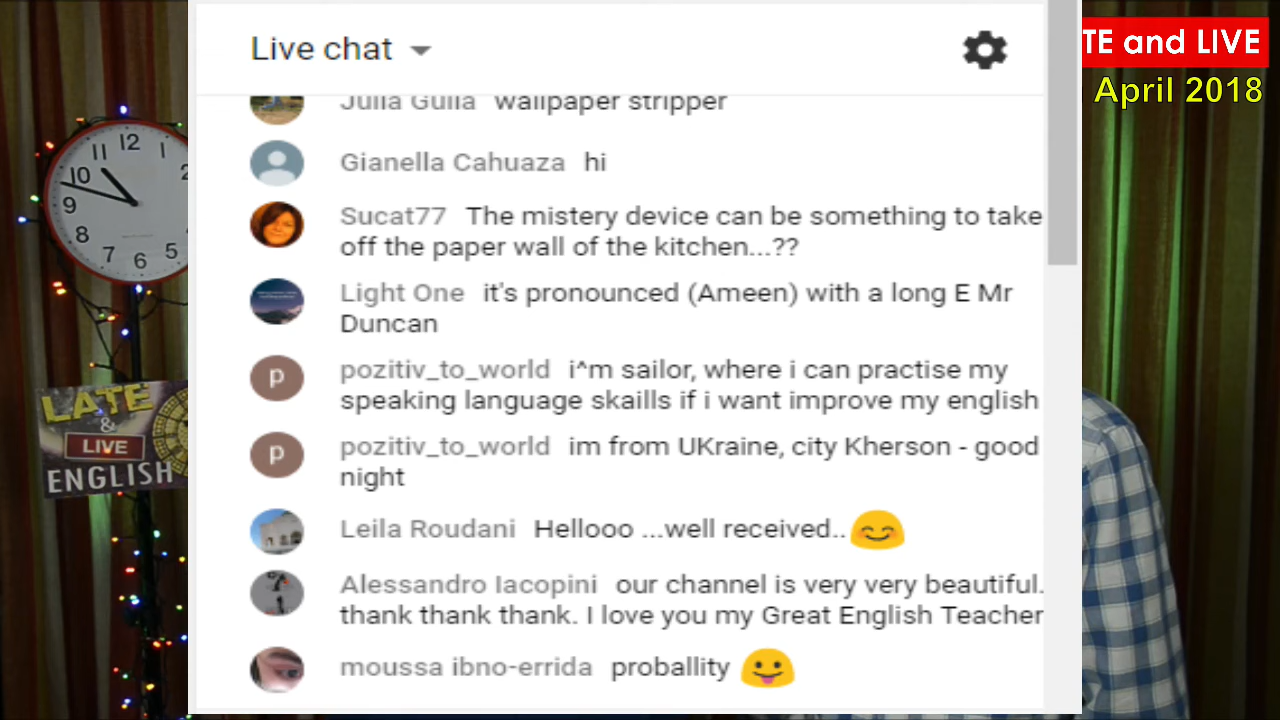 Live chat
TE and LIVE
April 2018
Julia Gulla wallpaper stripper
Gianella Cahuaza hi
Sucat77 The mistery device can be something to take
off the paper wall of the kitchen...??
Light One it's pronounced (Ameen) with a long E Mr
Duncan
pozitiv_to_world i^m sailor, where i can practise my
speaking language skaills if i want improve my english
pozitiv_to_world im from UKraine, city Kherson - good
night
Leila Roudani Hellooo ...well received.. 😊
Alessandro Iacopini our channel is very very beautiful.
thank thank thank. I love you my Great English Teacher
moussa ibno-errida proballity 😛
P
P
12
11
1
10
2
9
8
7
6
5
LATE
&
LIVE
ENGLISH